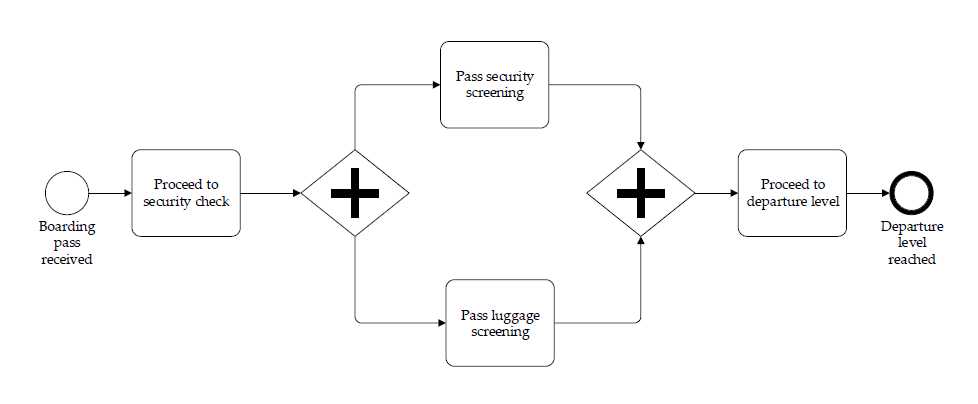 Boarding
pass
received
Proceed to
security check
Pass security
screening
Pass luggage
screening
Proceed to
departure level
Departure
level
reached